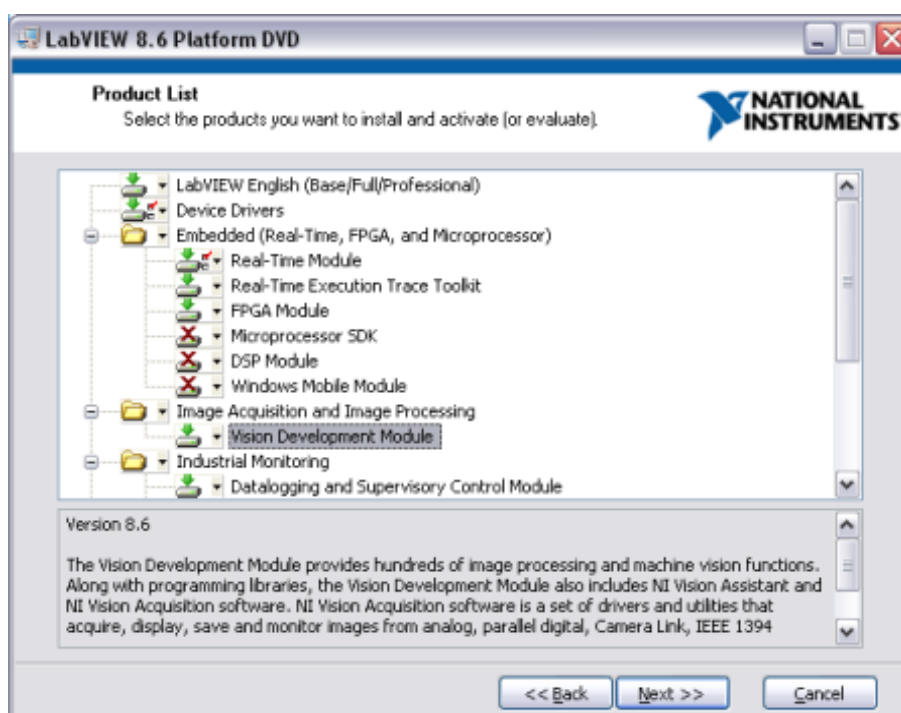 LabVIEW 8.6 Platform DVD
Product List
Select the products you want to install and activate (or evaluate).
NATIONAL
INSTRUMENTS
LabVIEW English (Base/Full/Professional)
Device Drivers
Embedded (Real-Time, FPGA, and Microprocessor)
Real-Time Module
Real-Time Execution Trace Toolkit
FPGA Module
Microprocessor SDK
DSP Module
Windows Mobile Module
Image Acquisition and Image Processing
Vision Development Module
Industrial Monitoring
Datalogging and Supervisory Control Module
Version 8.6
The Vision Development Module provides hundreds of image processing and machine vision functions.
Along with programming libraries, the Vision Development Module also includes NI Vision Assistant and
NI Vision Acquisition software. NI Vision Acquisition software is a set of drivers and utilities that
acquire, display, save and monitor images from analog, parallel digital, Camera Link, IEEE 1394
<< Back
Next >>
Cancel